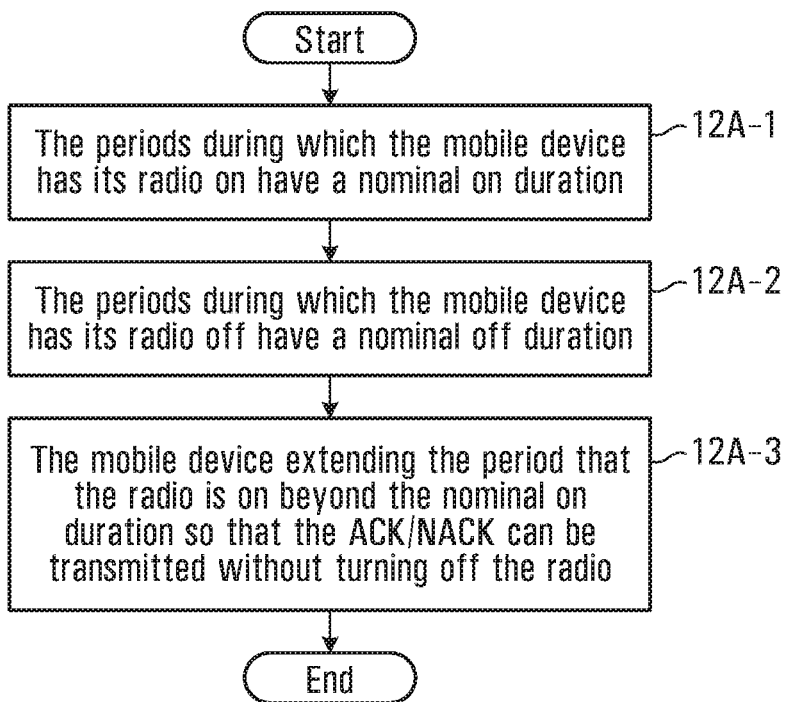 Start
The periods during which the mobile device
has its radio on have a nominal on duration
12A-1
The periods during which the mobile device
has its radio off have a nominal off duration
12A-2
The mobile device extending the period that
the radio is on beyond the nominal on
duration so that the ACK/NACK can be
transmitted without turning off the radio
12A-3
End